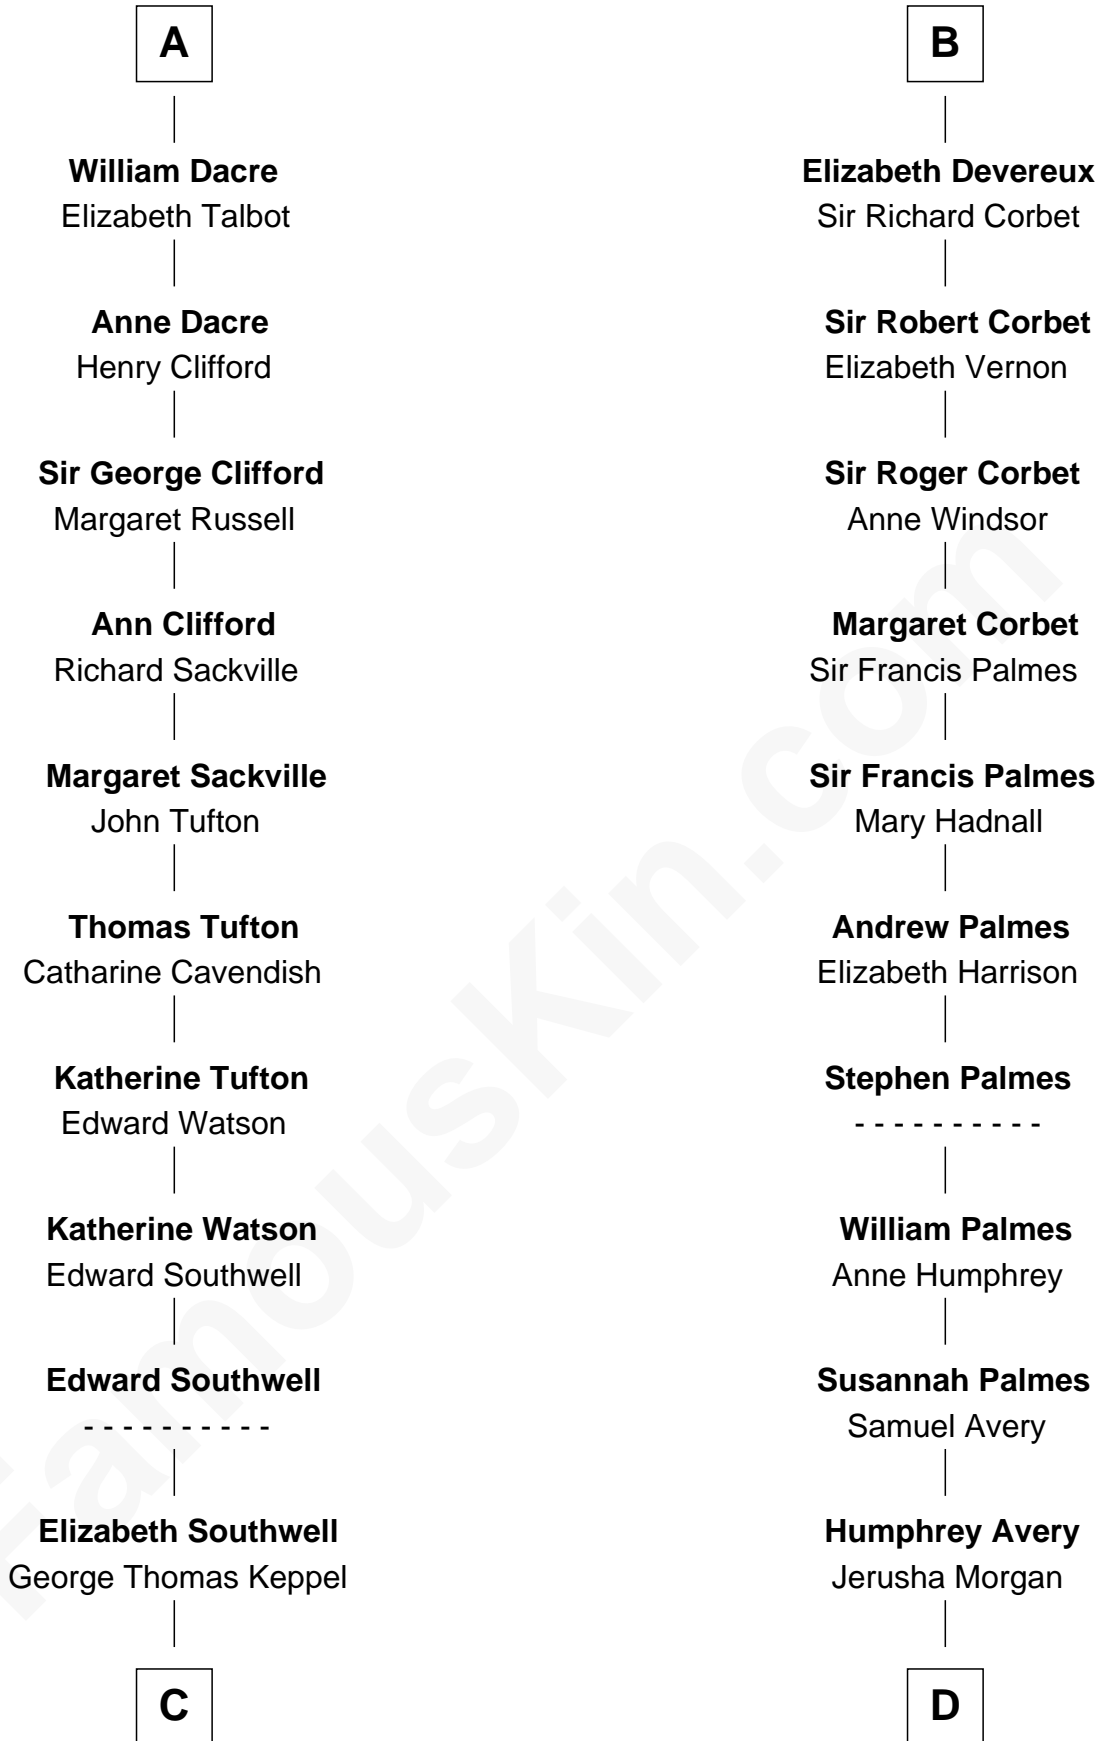 A
William Dacre
Elizabeth Talbot
Anne Dacre
Henry Clifford
Sir George Clifford
Margaret Russell
Ann Clifford
Richard Sackville
Margaret Sackville
John Tufton
Thomas Tufton
Catharine Cavendish
Katherine Tufton
Edward Watson
Katherine Watson
Edward Southwell
Edward Southwell
- - - - - - - - - -
Elizabeth Southwell
George Thomas Keppel
C
B
Elizabeth Devereux
Sir Richard Corbet
Sir Robert Corbet
Elizabeth Vernon
Sir Roger Corbet
Anne Windsor
Margaret Corbet
Sir Francis Palmes
Sir Francis Palmes
Mary Hadnall
Andrew Palmes
Elizabeth Harrison
Stephen Palmes
- - - - - - - - - -
William Palmes
Anne Humphrey
Susannah Palmes
Samuel Avery
Humphrey Avery
Jerusha Morgan
D
FamousKin.com